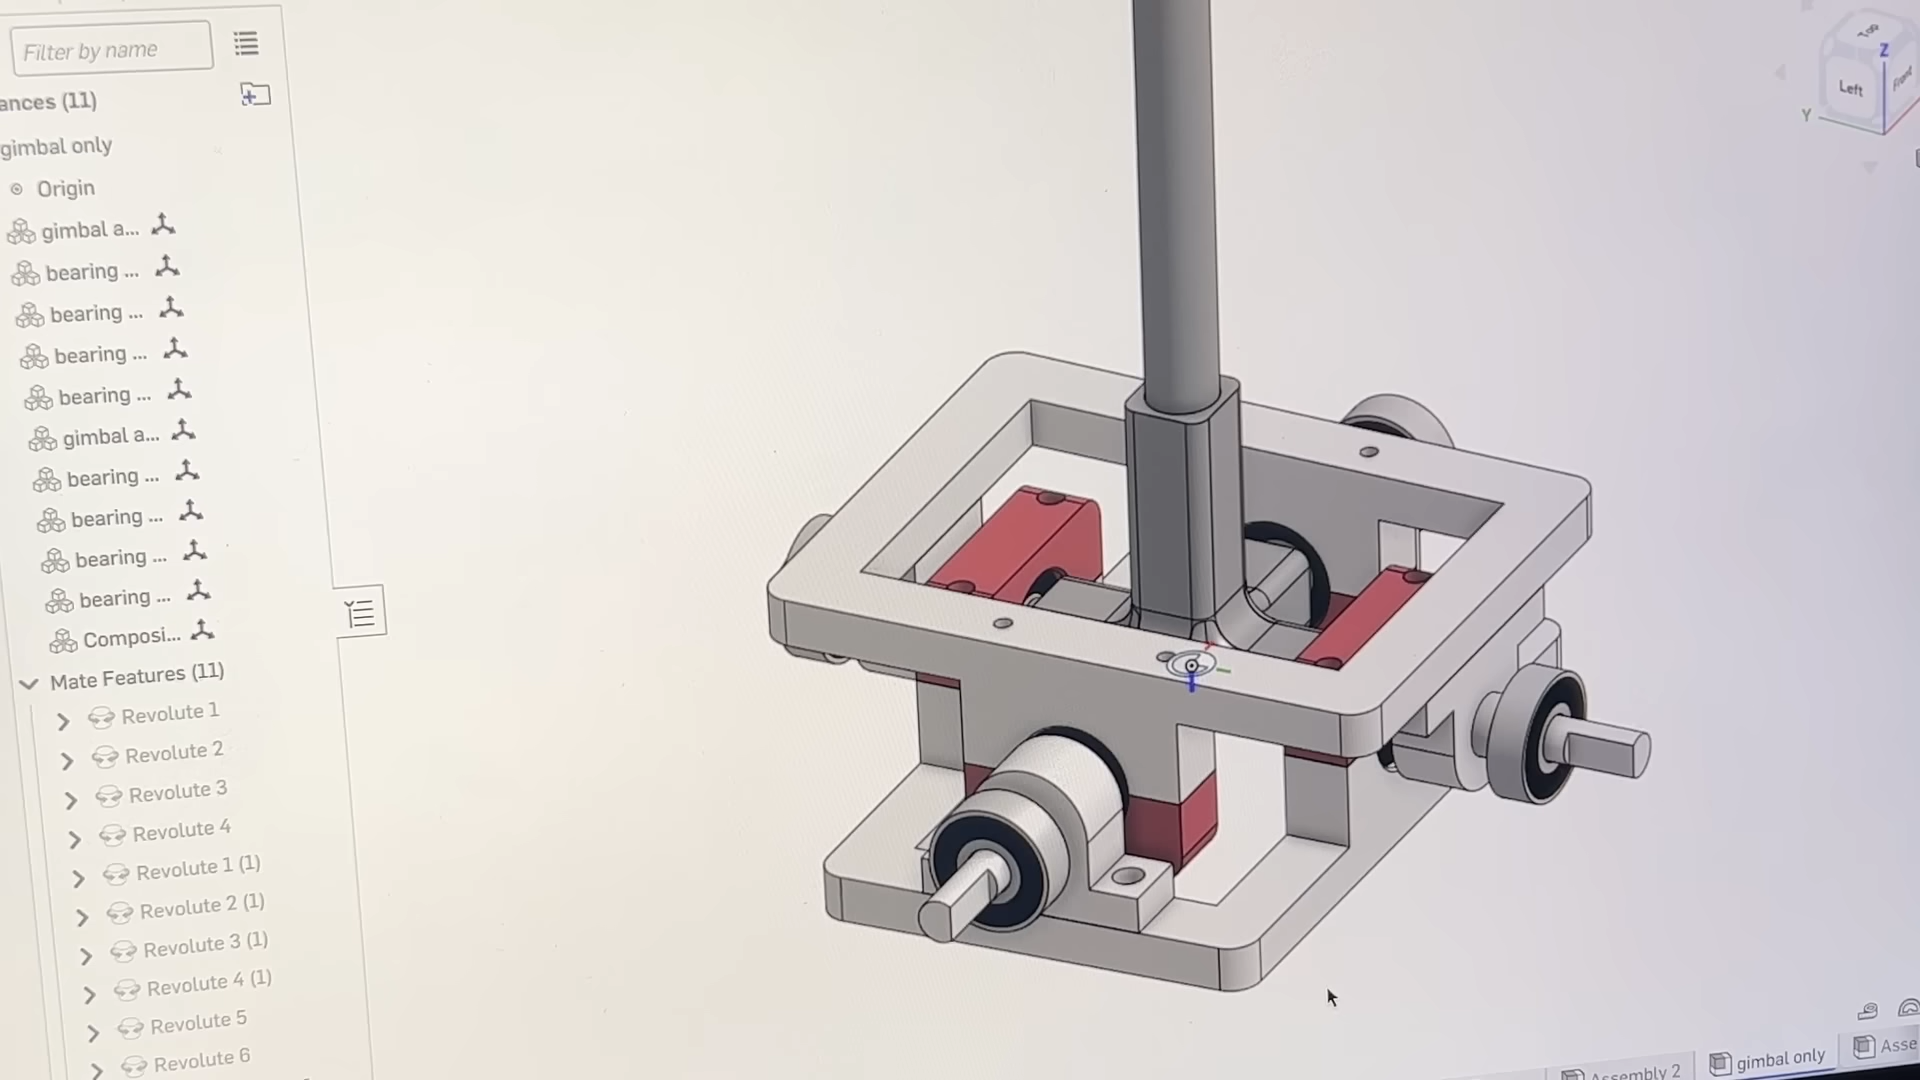 Filter by name
ances (11)
gimbal only
Origin
gimbal a...
bearing ...
bearing ...
bearing ...
bearing ...
gimbal a...
bearing ...
bearing ...
bearing ...
bearing ...
Composi...
Mate Features (11)
Revolute 1
Revolute 2
Revolute 3
Revolute 4
Revolute 1 (1)
Revolute 2 (1)
Revolute 3 (1)
Revolute 4 (1)
Revolute 5
Revolute 6
Top
Z
Left
Front
Y
Assembly 2
gimbal only
Asse